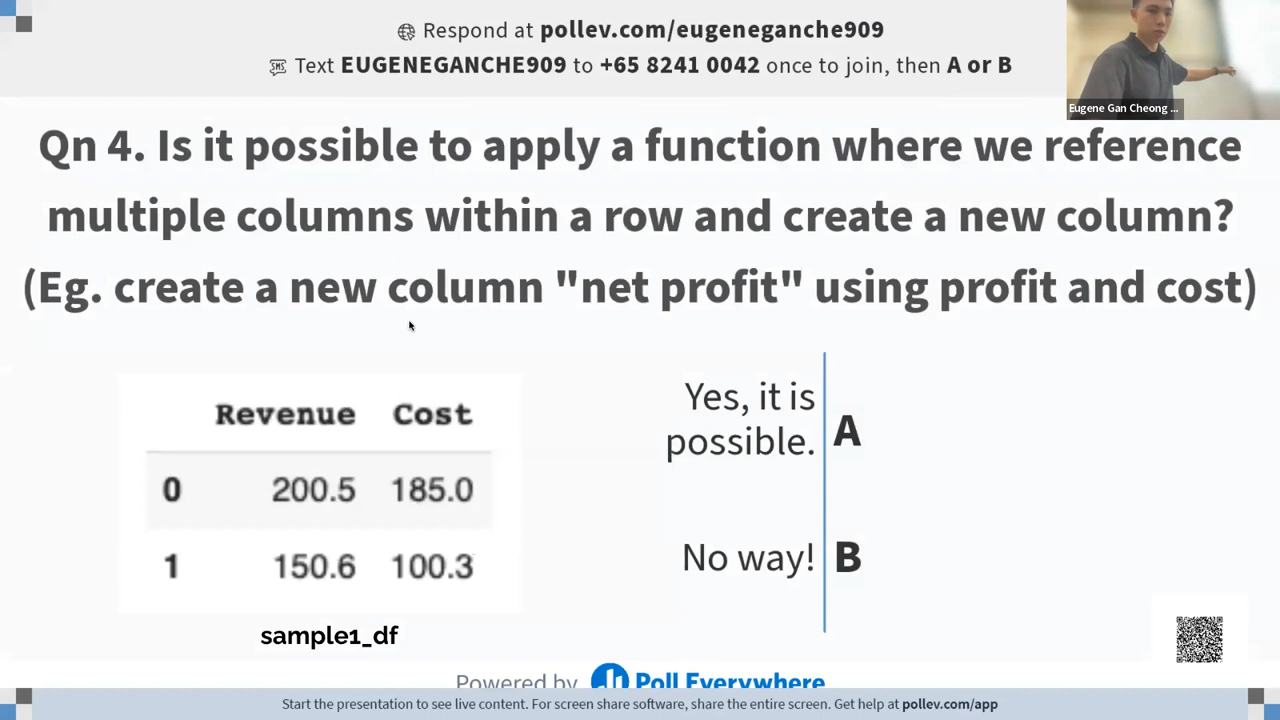 Respond at pollev.com/eugeneganche909
Text EUGENEGANCHE909 to +65 8241 0042 once to join, then A or B
Eugene Gan Cheong ...
Qn 4. Is it possible to apply a function where we reference
multiple columns within a row and create a new column?
(Eg. create a new column "net profit" using profit and cost)
Revenue Cost
0 200.5 185.0
1 150.6 100.3
sample1_df
Yes, it is
possible. A
No way! B
Powered by Poll Everywhere
Start the presentation to see live content. For screen share software, share the entire screen. Get help at pollev.com/app